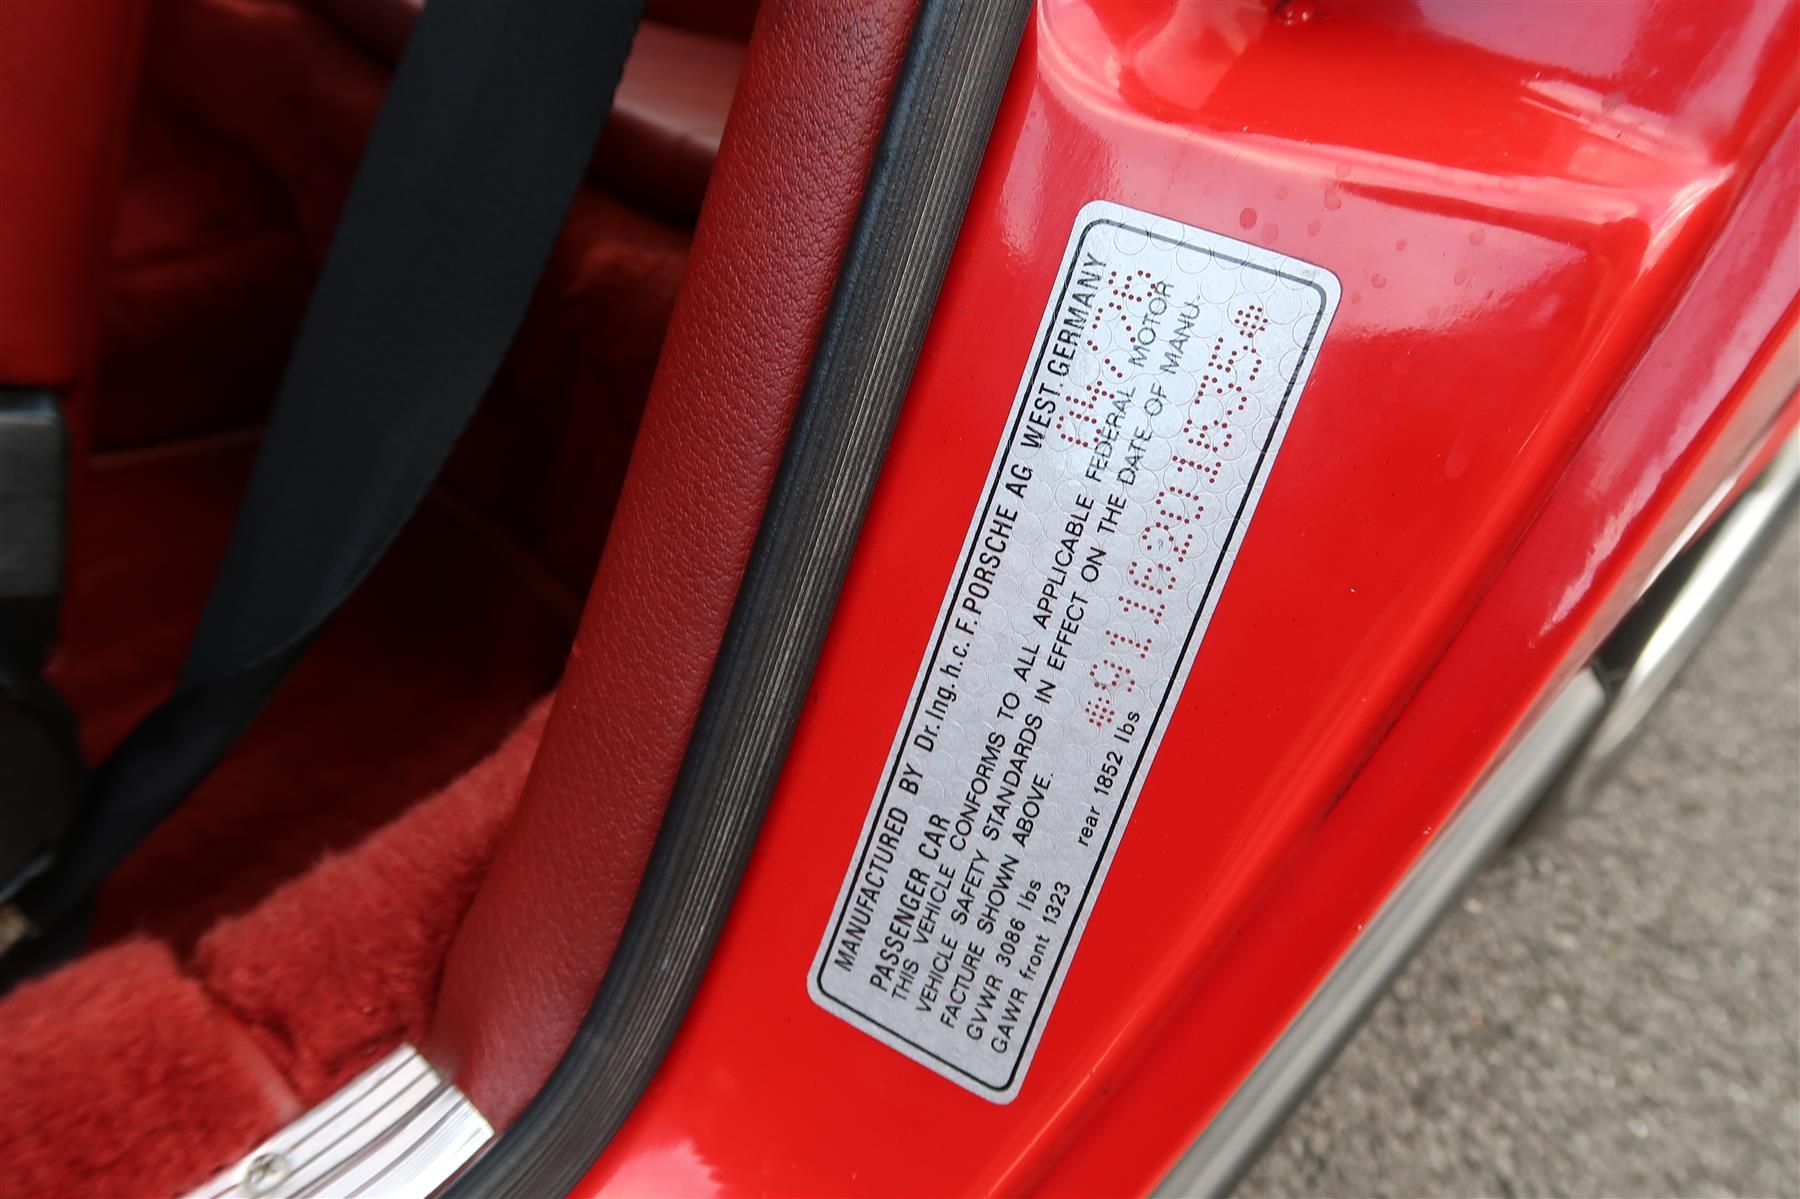 MANUFACTURED BY Dr.Ing.h.c.F.PORSCHE AG WEST GERMANY
PASSENGER CAR
THIS VEHICLE CONFORMS TO ALL APPLICABLE FEDERAL MOTOR
VEHICLE SAFETY STANDARDS IN EFFECT ON THE DATE OF MANU-
FACTURE SHOWN ABOVE.
GVWR 3086 lbs
GAWR front 1323 rear 1852 lbs